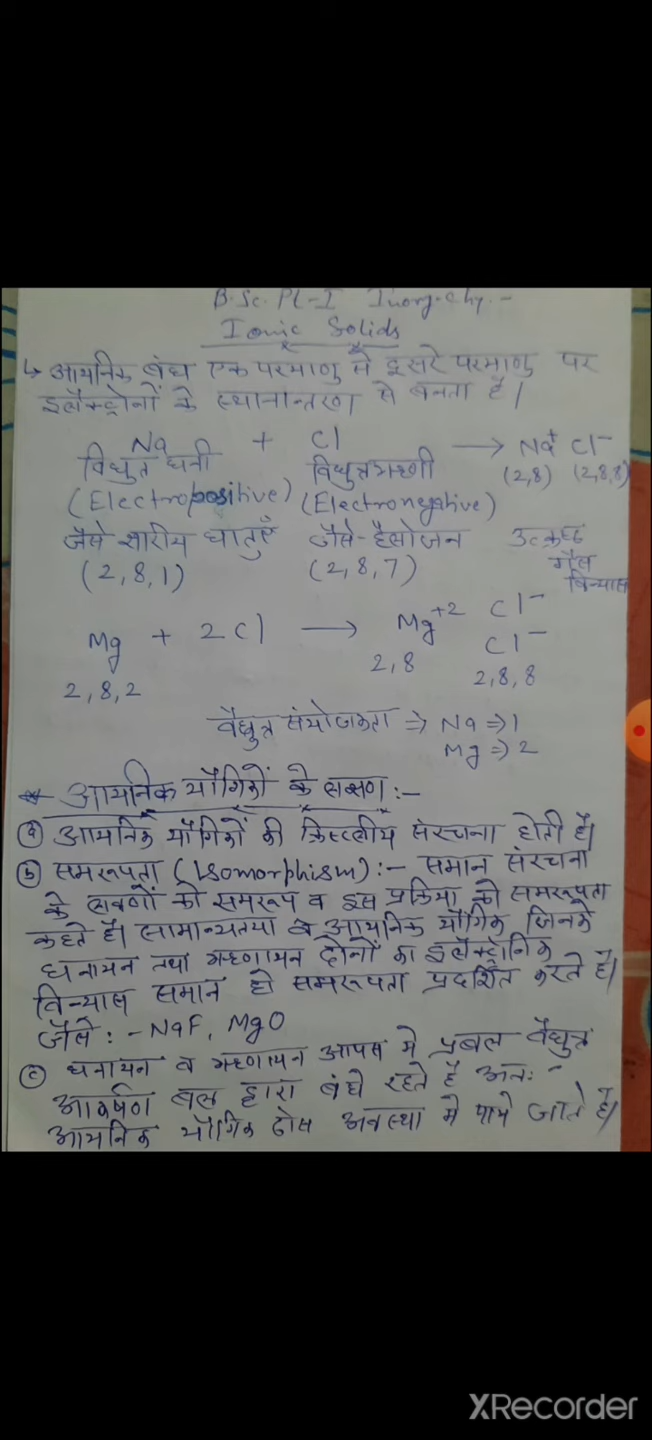 B.Sc. Pt-I Inorg. Chy. -
Ionic Solids
↳ आयनिक बंध एक परमाणु से दूसरे परमाणु पर
इलैक्ट्रोनों के स्थानान्तरण से बनता है।
Na + Cl → Na⁺ Cl⁻
विद्युत धनी विद्युतऋणी (2,8) (2,8,8)
(Electropositive) (Electronegative)
जैसे क्षारीय धातुएँ जैसे- हैलोजन उत्कृष्ठ
(2,8,1) (2,8,7) गैस
विन्यास
Mg + 2Cl → Mg⁺² Cl⁻
Cl⁻
2,8,2 2,8 2,8,8
वैद्युत संयोजकता ⇒ Na ⇒ 1
Mg ⇒ 2
* आयनिक यौगिकों के लक्षण :-
(a) आयनिक यौगिकों की क्रिस्टलीय संरचना होती है।
(b) समरूपता (Isomorphism) :- समान संरचना
के लवणों को समरूप व इस प्रक्रिया को समरूपता
कहते है। सामान्यतया वे आयनिक यौगिक जिनके
धनायन तथा ऋणायन दोनों का इलैक्ट्रोनिक
विन्यास समान हो समरूपता प्रदर्शित करते है।
जैसे :- NaF, MgO
(c) धनायन व ऋणायन आपस मे प्रबल वैद्युत
आकर्षण बल द्वारा बंधे रहते है अतः -
आयनिक यौगिक ठोस अवस्था मे पाये जाते है।
XRecorder